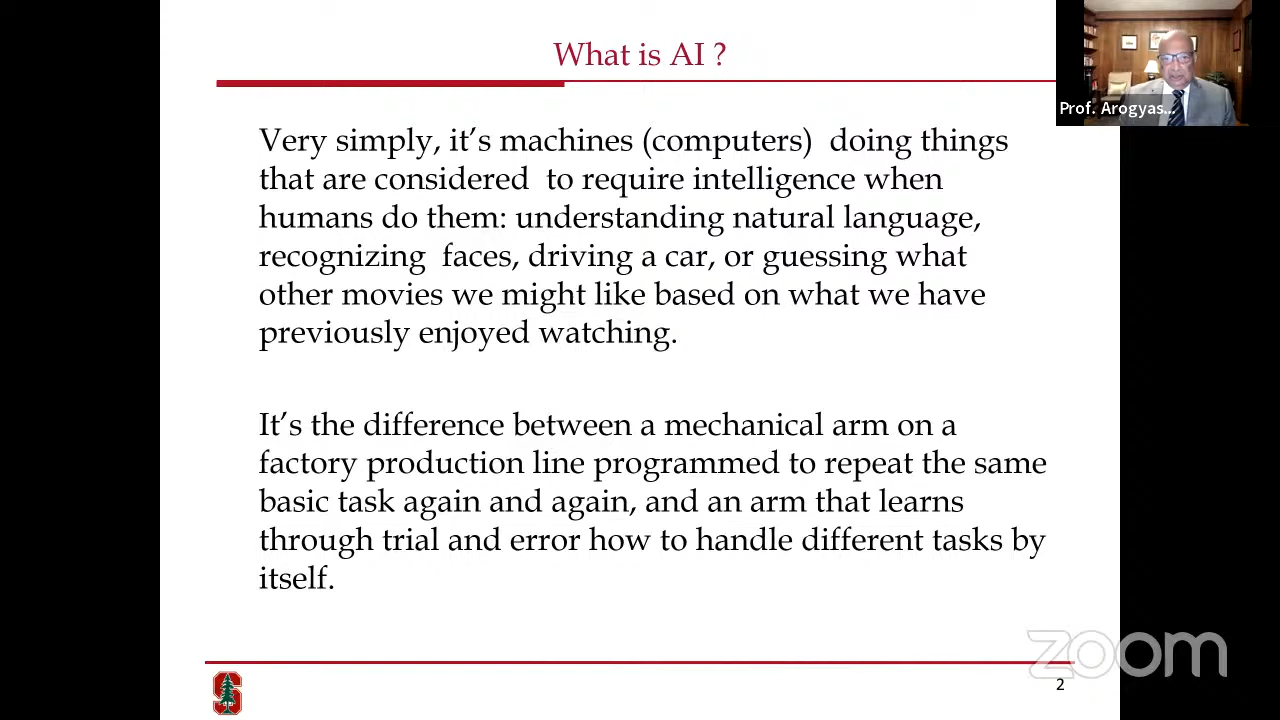 What is AI ?
Prof. Arogyas...
Very simply, it's machines (computers) doing things
that are considered to require intelligence when
humans do them: understanding natural language,
recognizing faces, driving a car, or guessing what
other movies we might like based on what we have
previously enjoyed watching.
It's the difference between a mechanical arm on a
factory production line programmed to repeat the same
basic task again and again, and an arm that learns
through trial and error how to handle different tasks by
itself.
zoom
2